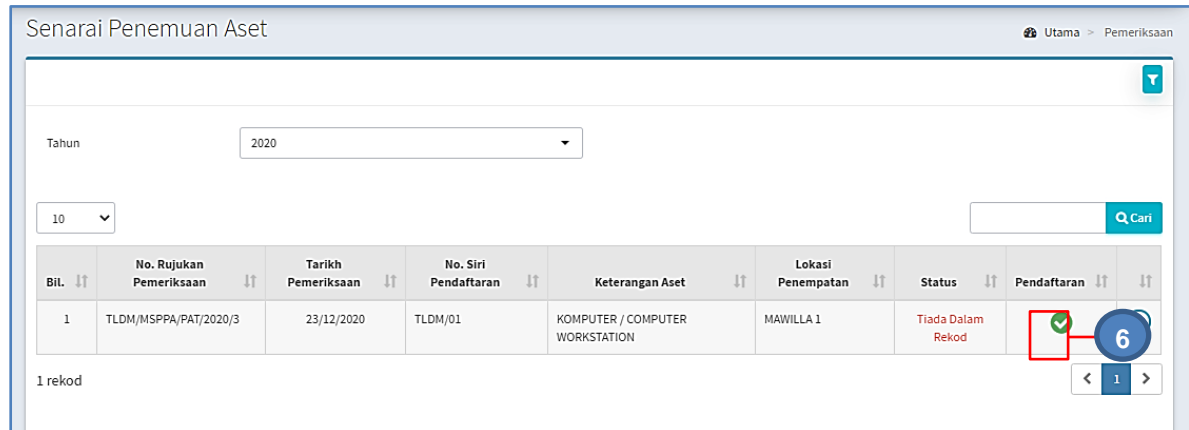 Senarai Penemuan Aset
Utama > Pemeriksaan
Tahun
2020
10
Cari
Bil.
No. Rujukan
Pemeriksaan
Tarikh
Pemeriksaan
No. Siri
Pendaftaran
Keterangan Aset
Lokasi
Penempatan
Status
Pendaftaran
1
TLDM/MSPPA/PAT/2020/3
23/12/2020
TLDM/01
KOMPUTER / COMPUTER
WORKSTATION
MAWILLA 1
Tiada Dalam
Rekod
6
1 rekod
< 1 >